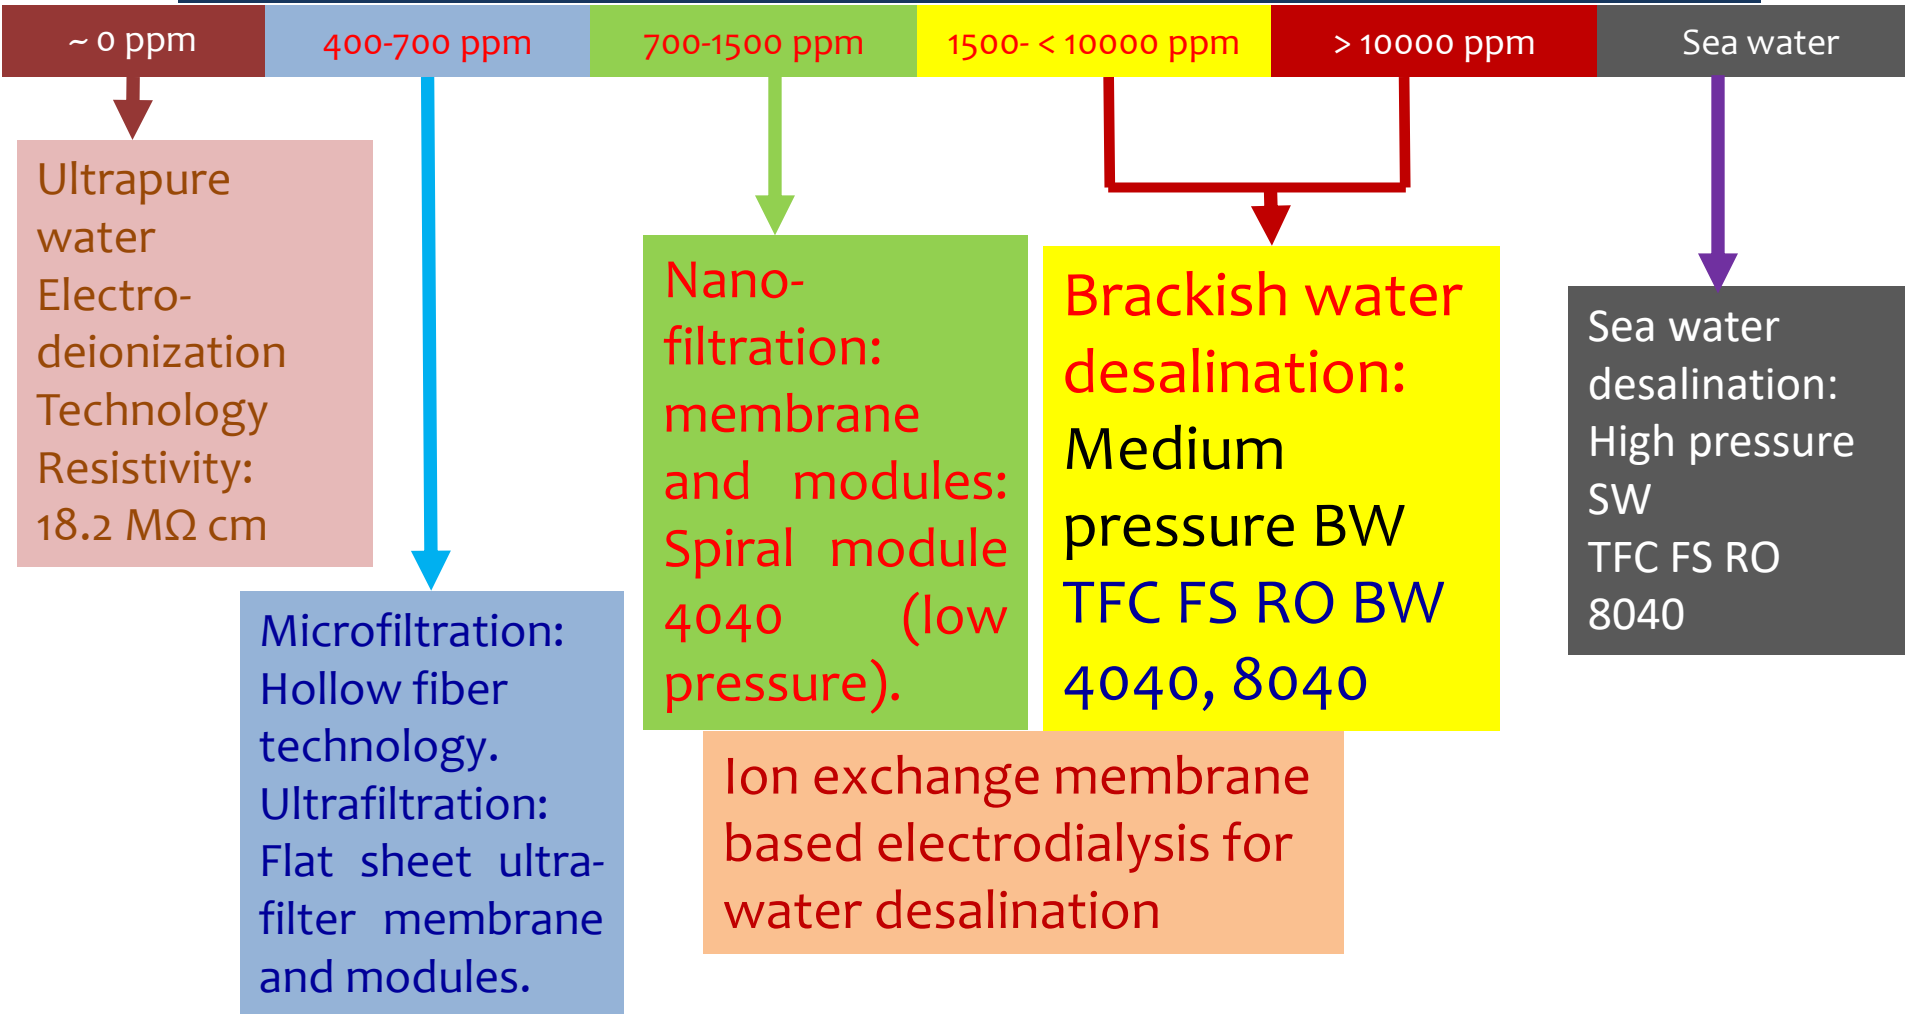 ~ 0 ppm
400-700 ppm
700-1500 ppm
1500- < 10000 ppm
> 10000 ppm
Sea water
Ultrapure
water
Electro-
deionization
Technology
Resistivity:
18.2 MΩ cm
Microfiltration:
Hollow fiber
technology.
Ultrafiltration:
Flat sheet ultra-
filter membrane
and modules.
Nano-
filtration:
membrane
and modules:
Spiral module
4040 (low
pressure).
Brackish water
desalination:
Medium
pressure BW
TFC FS RO BW
4040, 8040
Ion exchange membrane
based electrodialysis for
water desalination
Sea water
desalination:
High pressure
SW
TFC FS RO
8040